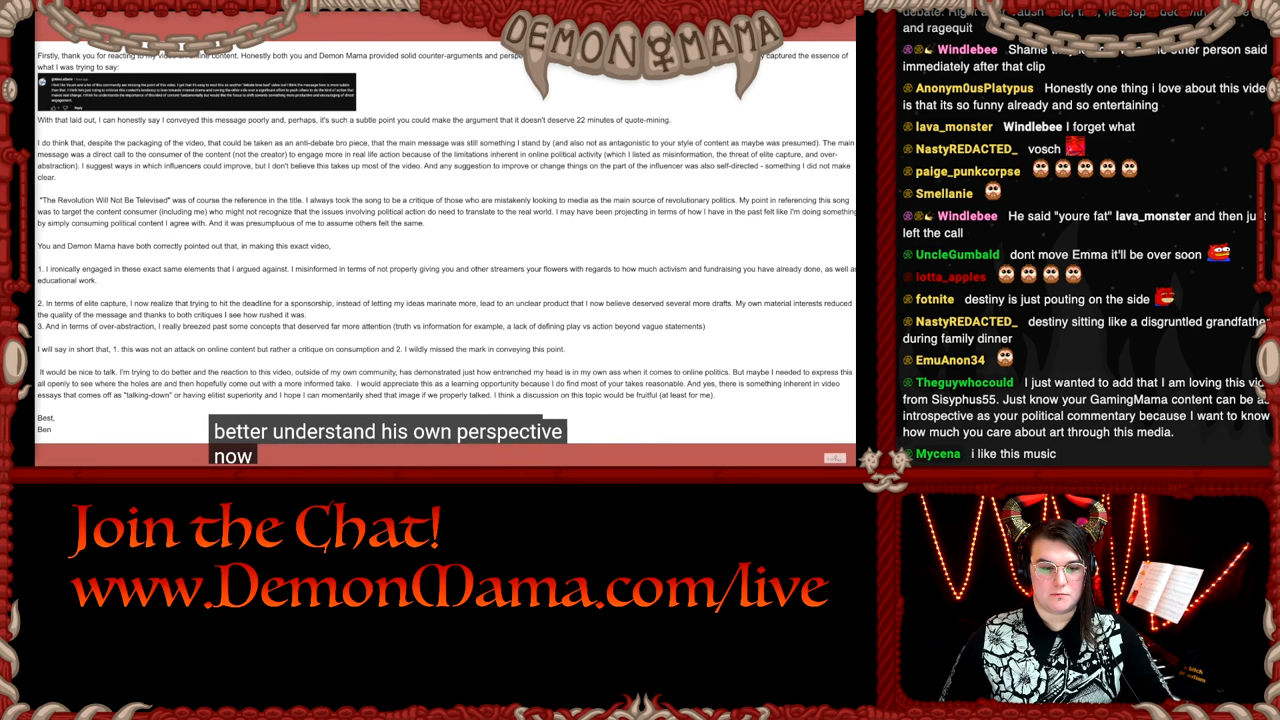 DEMON MAMA
Firstly, thank you for reacting to my video on online content. Honestly both you and Demon Mama provided solid counter-arguments and perspe
y captured the essence of
what I was trying to say:
With that laid out, I can honestly say I conveyed this message poorly and, perhaps, it's such a subtle point you could make the argument that it doesn't deserve 22 minutes of quote-mining.
I do think that, despite the packaging of the video, that could be taken as an anti-debate bro piece, that the main message was still something I stand by (and also not as antagonistic to your style of content as maybe was presumed). The main
message was a direct call to the consumer of the content (not the creator) to engage more in real life action because of the limitations inherent in online political activity (which I listed as misinformation, the threat of elite capture, and over-
abstraction). I suggest ways in which influencers could improve, but I don't believe this takes up most of the video. And any suggestion to improve or change things on the part of the influencer was also self-directed - something I did not make
clear.
"The Revolution Will Not Be Televised" was of course the reference in the title. I always took the song to be a critique of those who are mistakenly looking to media as the main source of revolutionary politics. My point in referencing this song
was to target the content consumer (including me) who might not recognize that the issues involving political action do need to translate to the real world. I may have been projecting in terms of how I have in the past felt like I'm doing something
by simply consuming political content I agree with. And it was presumptuous of me to assume others felt the same.
You and Demon Mama have both correctly pointed out that, in making this exact video,
1. I ironically engaged in these exact same elements that I argued against. I misinformed in terms of not properly giving you and other streamers your flowers with regards to how much activism and fundraising you have already done, as well as
educational work.
2. In terms of elite capture, I now realize that trying to hit the deadline for a sponsorship, instead of letting my ideas marinate more, lead to an unclear product that I now believe deserved several more drafts. My own material interests reduced
the quality of the message and thanks to both critiques I see how rushed it was.
3. And in terms of over-abstraction, I really breezed past some concepts that deserved far more attention (truth vs information for example, a lack of defining play vs action beyond vague statements)
I will say in short that, 1. this was not an attack on online content but rather a critique on consumption and 2. I wildly missed the mark in conveying this point.
It would be nice to talk. I'm trying to do better and the reaction to this video, outside of my own community, has demonstrated just how entrenched my head is in my own ass when it comes to online politics. But maybe I needed to express this
all openly to see where the holes are and then hopefully come out with a more informed take. I would appreciate this as a learning opportunity because I do find most of your takes reasonable. And yes, there is something inherent in video
essays that comes off as "talking-down" or having elitist superiority and I hope I can momentarily shed that image if we properly talked. I think a discussion on this topic would be fruitful (at least for me).
Best,
Ben
better understand his own perspective
now
Join the Chat!
www.DemonMama.com/live
and ragequit
Windlebee Shame
other person said
immediately after that clip
Anonym0usPlatypus Honestly one thing i love about this video
is that its so funny already and so entertaining
lava_monster Windlebee I forget what
NastyREDACTED_ vosch
paige_punkcorpse
Smellanie
Windlebee He said "youre fat" lava_monster and then just
left the call
UncleGumbald dont move Emma it'll be over soon
lotta_apples
fotnite destiny is just pouting on the side
NastyREDACTED_ destiny sitting like a disgruntled grandfather
during family dinner
EmuAnon34
Theguywhocould I just wanted to add that I am loving this video
from Sisyphus55. Just know your GamingMama content can be as
introspective as your political commentary because I want to know
how much you care about art through this media.
Mycena i like this music